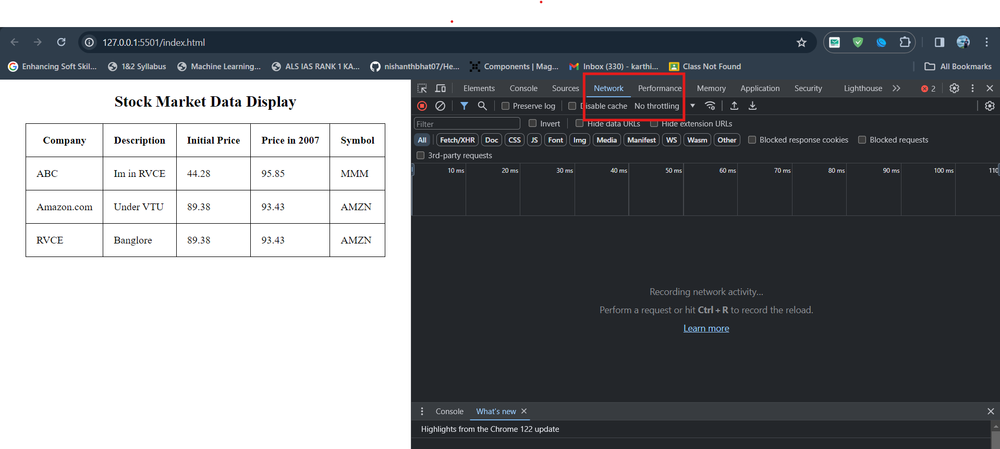 127.0.0.1:5501/index.html
Enhancing Soft Skil... 1&2 Syllabus Machine Learning... ALS IAS RANK 1 KA... nishanthbhat07/He... Components | Mag... Inbox (330) - karthi... Class Not Found All Bookmarks
Stock Market Data Display
Company Description Initial Price Price in 2007 Symbol
ABC Im in RVCE 44.28 95.85 MMM
Amazon.com Under VTU 89.38 93.43 AMZN
RVCE Banglore 89.38 93.43 AMZN
Elements Console Sources Network Performance Memory Application Security Lighthouse 2
Preserve log Disable cache No throttling
Filter Invert Hide data URLs Hide extension URLs
All Fetch/XHR Doc CSS JS Font Img Media Manifest WS Wasm Other Blocked response cookies Blocked requests
3rd-party requests
10 ms 20 ms 30 ms 40 ms 50 ms 60 ms 70 ms 80 ms 90 ms 100 ms 110
Recording network activity...
Perform a request or hit Ctrl + R to record the reload.
Learn more
Console What's new
Highlights from the Chrome 122 update